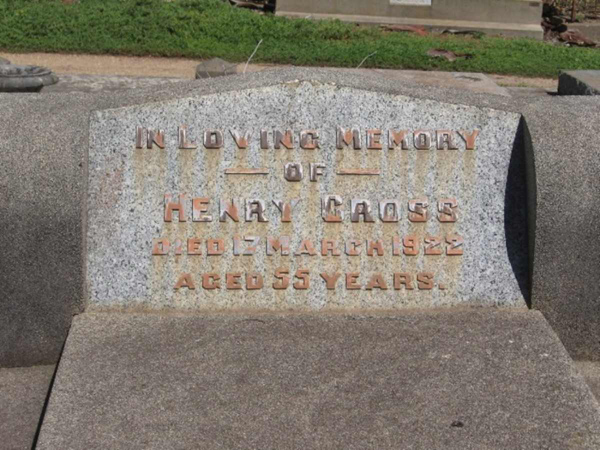 IN LOVING MEMORY
— OF —
HENRY CROSS
DIED 17 MARCH 1922
AGED 55 YEARS.